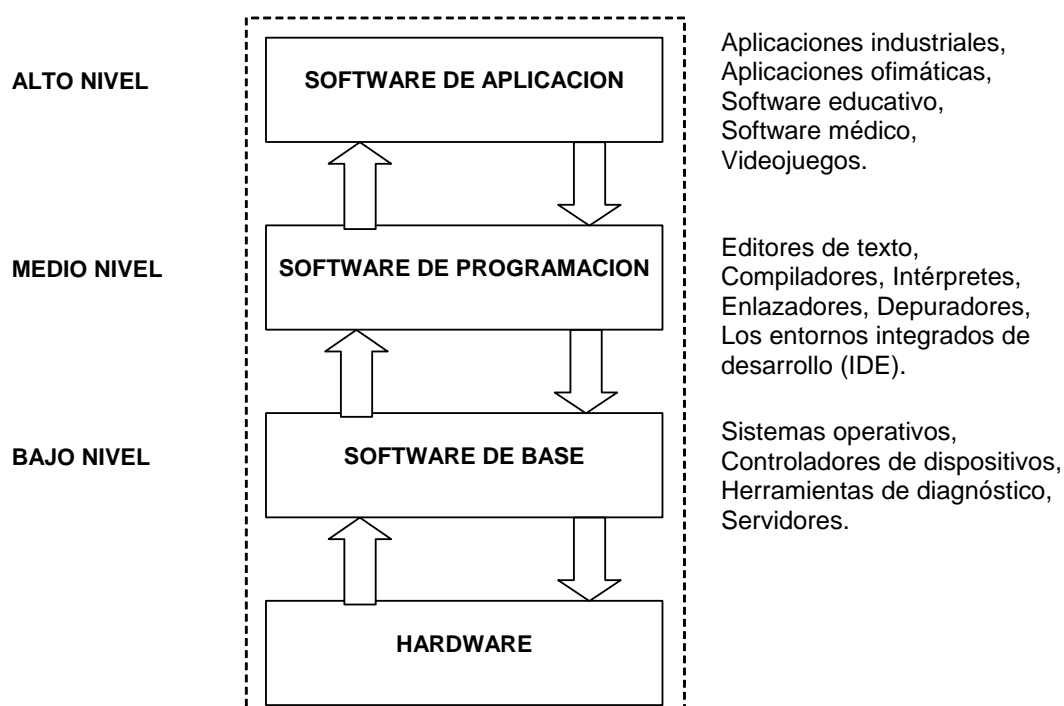 ALTO NIVEL
SOFTWARE DE APLICACION
Aplicaciones industriales,
Aplicaciones ofimáticas,
Software educativo,
Software médico,
Videojuegos.
MEDIO NIVEL
SOFTWARE DE PROGRAMACION
Editores de texto,
Compiladores, Intérpretes,
Enlazadores, Depuradores,
Los entornos integrados de
desarrollo (IDE).
BAJO NIVEL
SOFTWARE DE BASE
Sistemas operativos,
Controladores de dispositivos,
Herramientas de diagnóstico,
Servidores.
HARDWARE